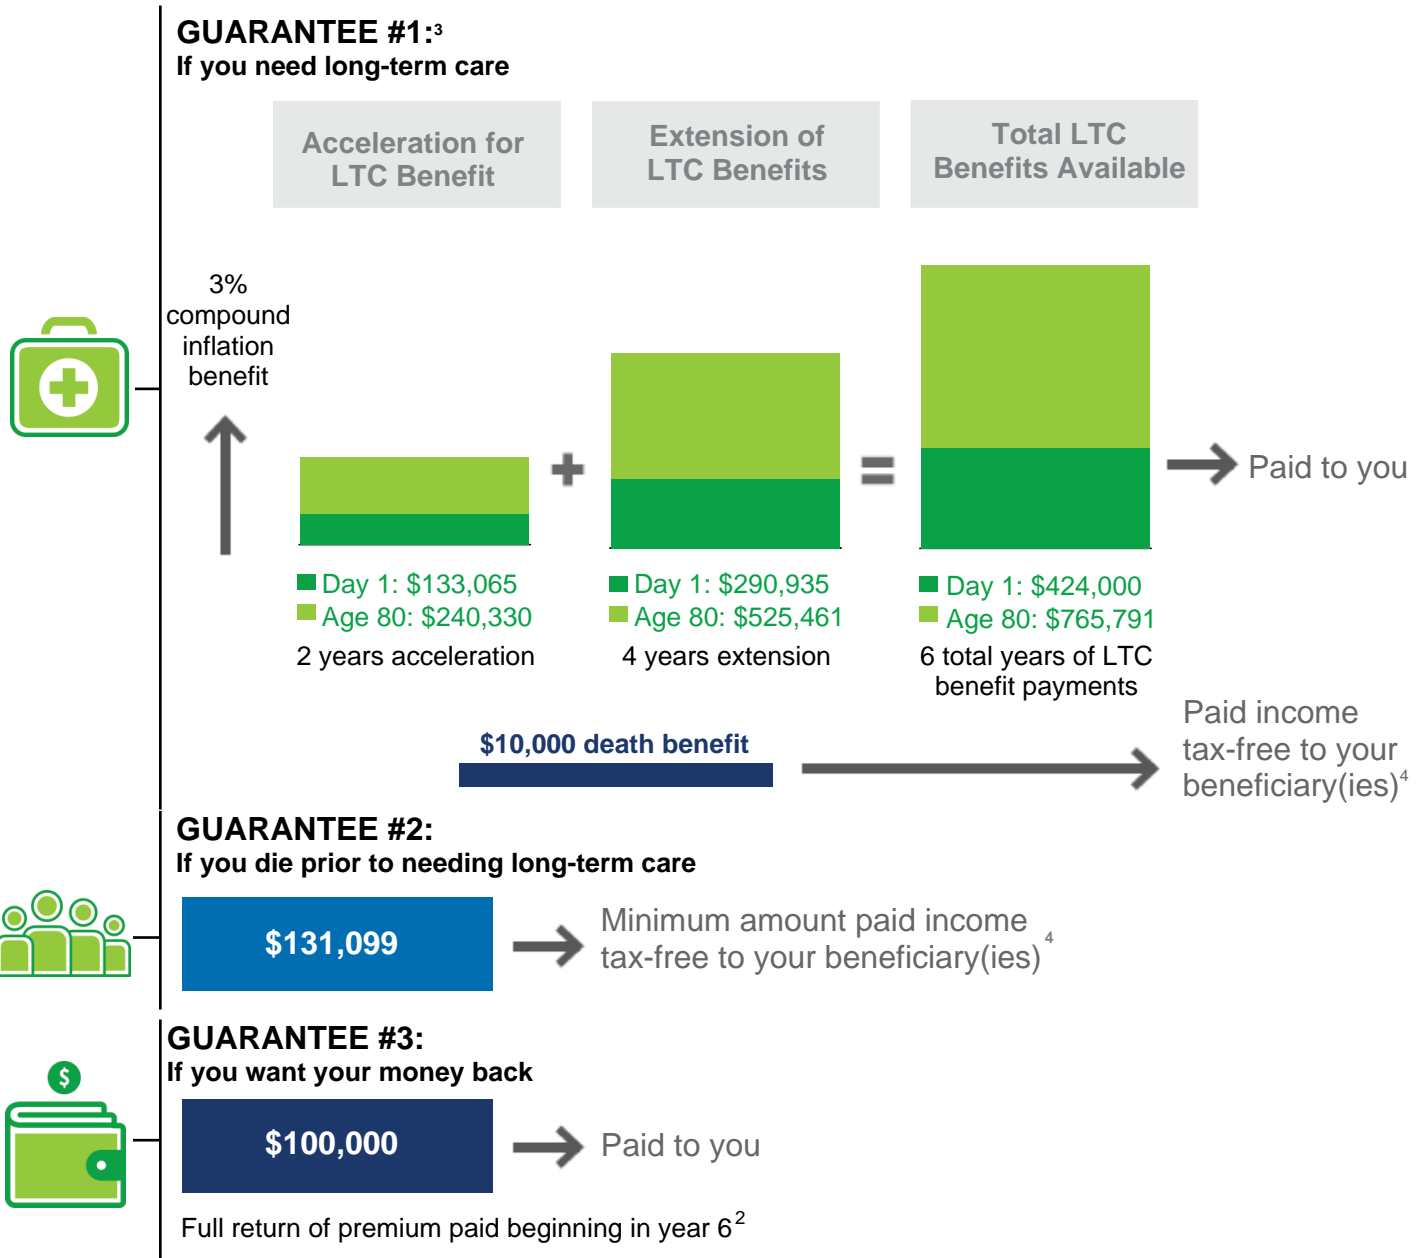 GUARANTEE #1:³
If you need long-term care
Acceleration for
LTC Benefit
Extension of
LTC Benefits
Total LTC
Benefits Available
3%
compound
inflation
benefit
Paid to you
Day 1: $133,065
Age 80: $240,330
2 years acceleration
Day 1: $290,935
Age 80: $525,461
4 years extension
Day 1: $424,000
Age 80: $765,791
6 total years of LTC
benefit payments
$10,000 death benefit
Paid income
tax-free to your
beneficiary(ies)⁴
GUARANTEE #2:
If you die prior to needing long-term care
$131,099
Minimum amount paid income
tax-free to your beneficiary(ies)⁴
GUARANTEE #3:
If you want your money back
$
$100,000
Paid to you
Full return of premium paid beginning in year 6²